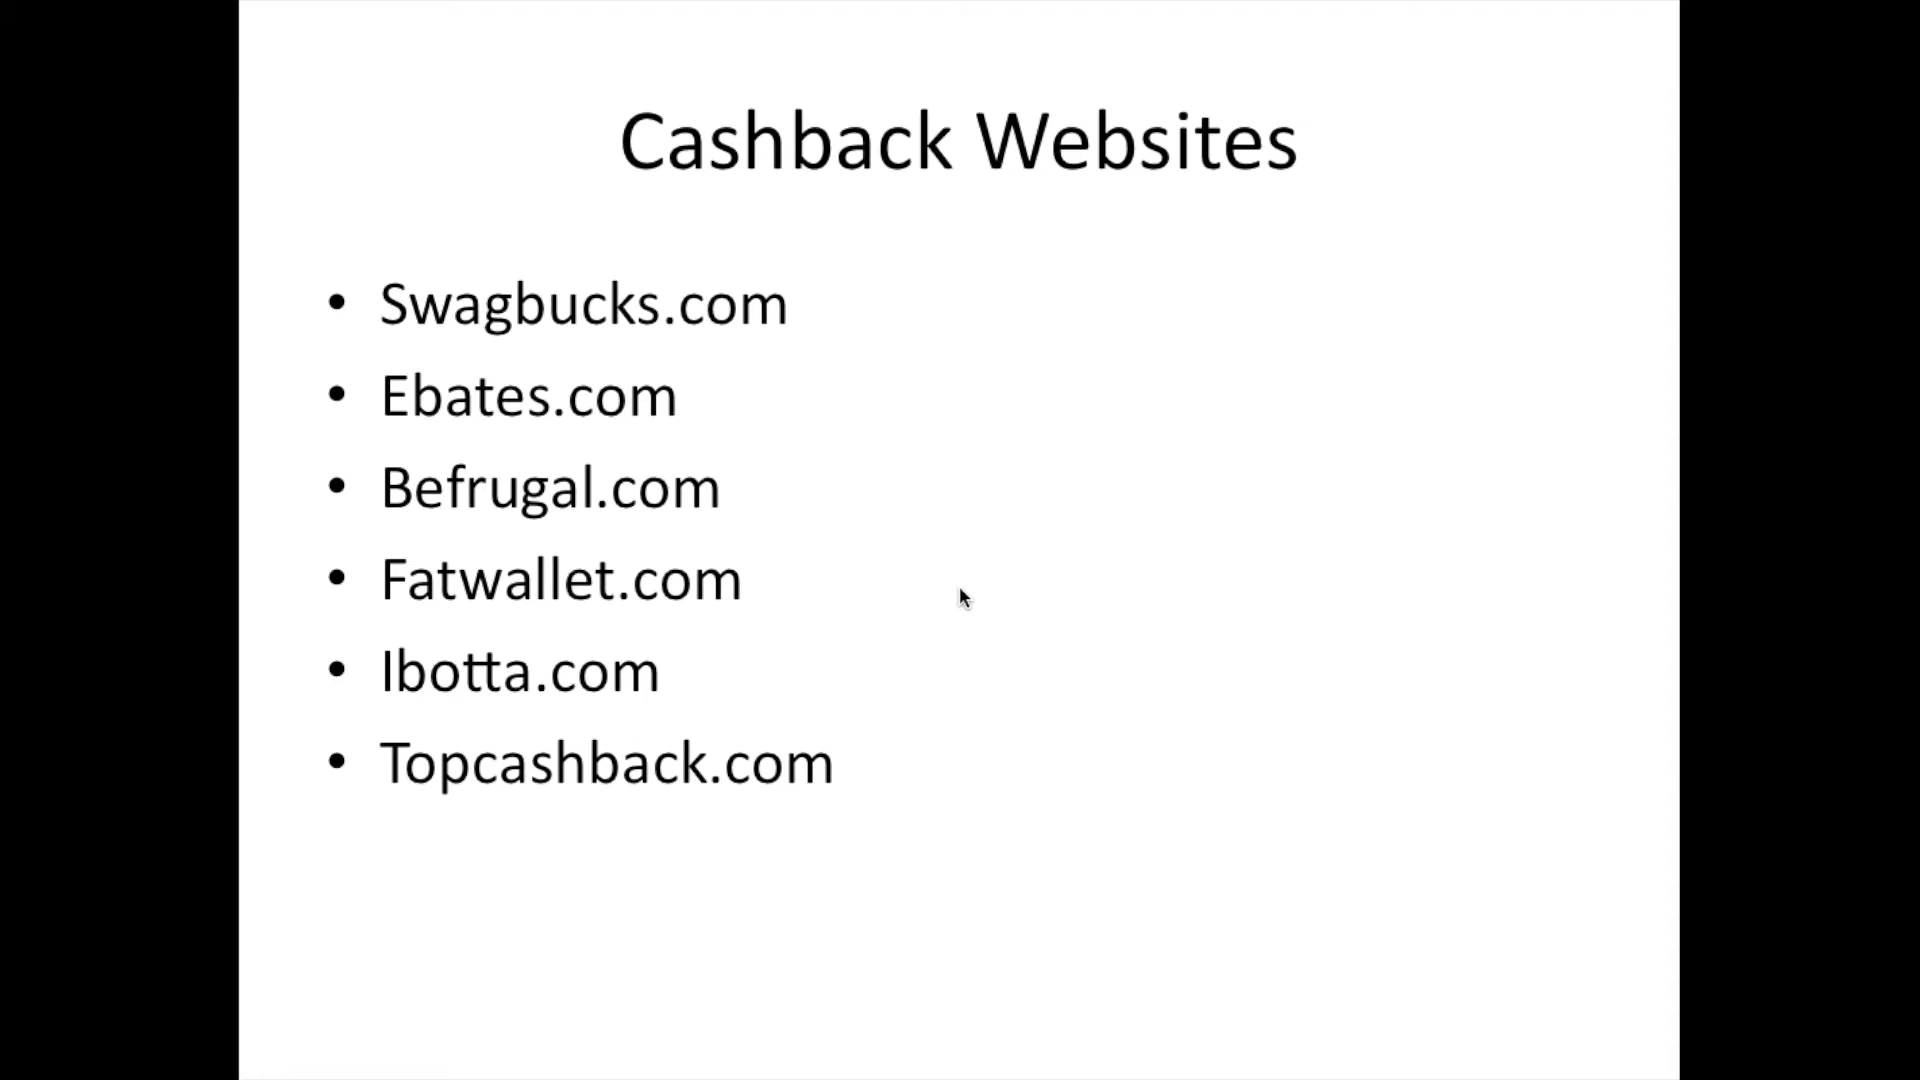 Cashback Websites
• Swagbucks.com
• Ebates.com
• Befrugal.com
• Fatwallet.com
• Ibotta.com
• Topcashback.com